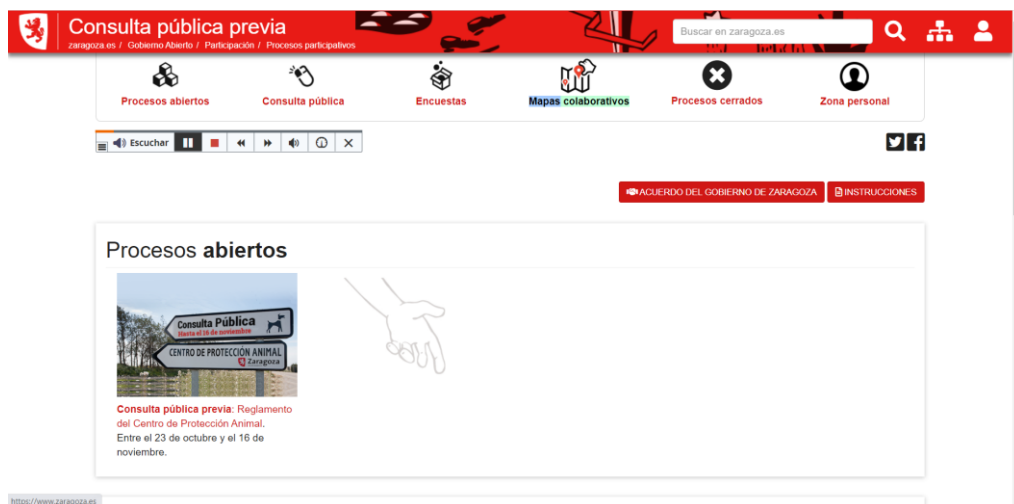 Consulta pública previa
zaragoza.es / Gobierno Abierto / Participación / Procesos participativos
Buscar en zaragoza.es
Procesos abiertos
Consulta pública
Encuestas
Mapas colaborativos
Procesos cerrados
Zona personal
Escuchar
ACUERDO DEL GOBIERNO DE ZARAGOZA
INSTRUCCIONES
Procesos abiertos
Consulta Pública
Hasta el 16 de noviembre
CENTRO DE PROTECCIÓN ANIMAL
Zaragoza
Consulta pública previa: Reglamento
del Centro de Protección Animal.
Entre el 23 de octubre y el 16 de
noviembre.
https://www.zaragoza.es